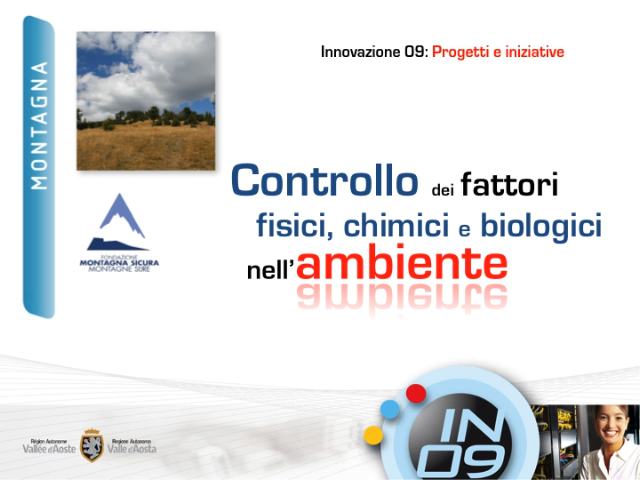 Innovazione 09: Progetti e iniziative
MONTAGNA
Controllo dei fattori
fisici, chimici e biologici
nell'ambiente
FONDAZIONE
MONTAGNA SICURA
MONTAGNE SÛRE
Région Autonome
Vallée d'Aoste
Regione Autonoma
Valle d'Aosta
IN
09